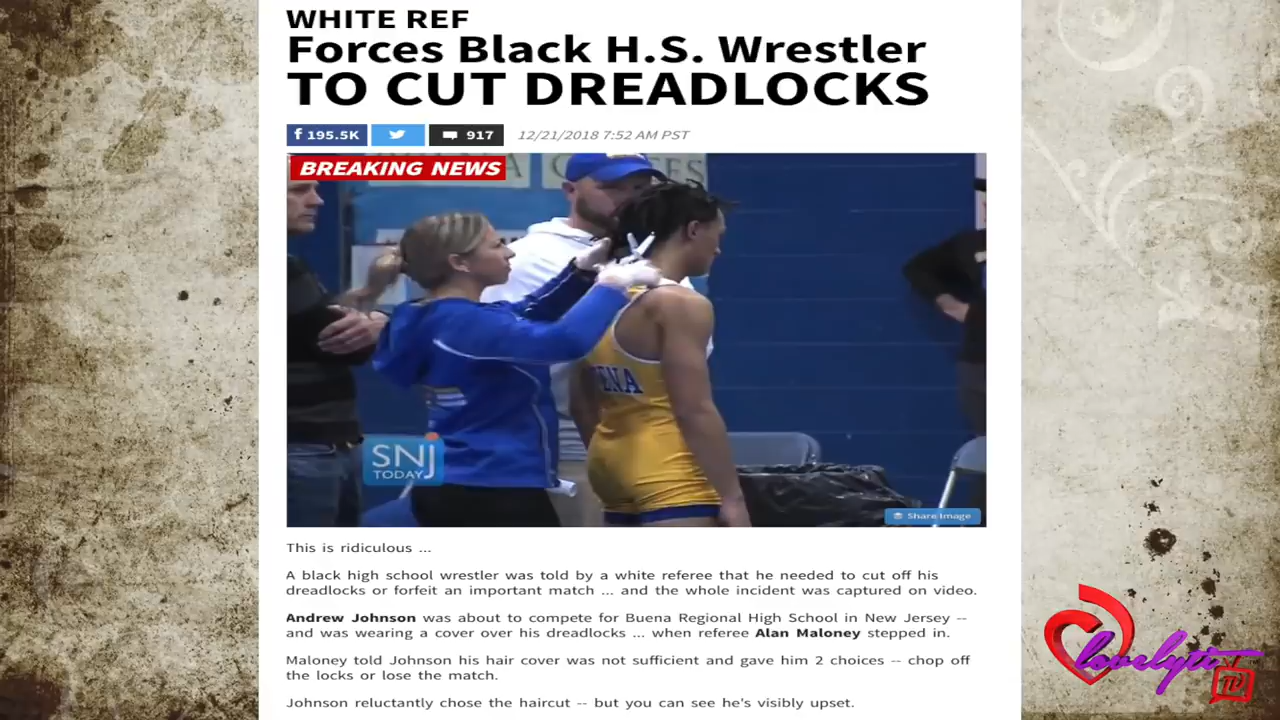 WHITE REF
Forces Black H.S. Wrestler
TO CUT DREADLOCKS
f 195.5K 917 12/21/2018 7:52 AM PST
BREAKING NEWS
ENA
SNJ
TODAY
Share Image
This is ridiculous ...
A black high school wrestler was told by a white referee that he needed to cut off his
dreadlocks or forfeit an important match ... and the whole incident was captured on video.
Andrew Johnson was about to compete for Buena Regional High School in New Jersey --
and was wearing a cover over his dreadlocks ... when referee Alan Maloney stepped in.
Maloney told Johnson his hair cover was not sufficient and gave him 2 choices -- chop off
the locks or lose the match.
Johnson reluctantly chose the haircut -- but you can see he's visibly upset.
lovelyti
TV